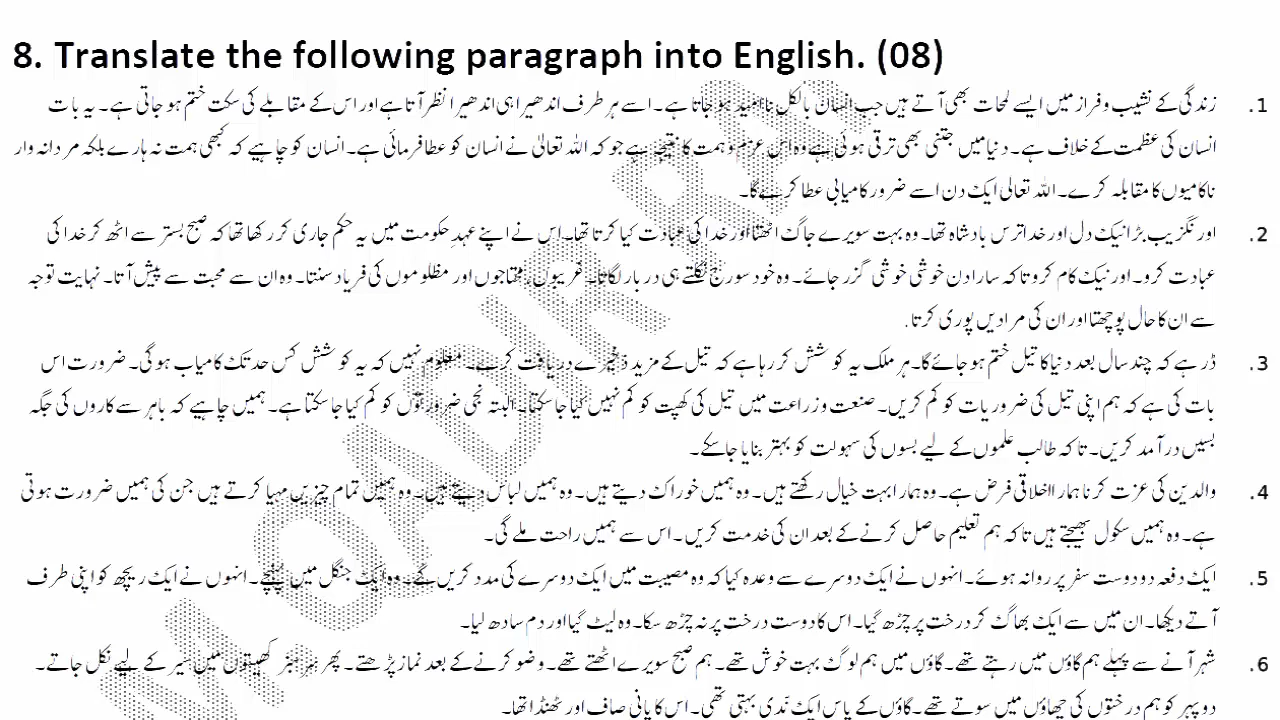 8. Translate the following paragraph into English. (08)
1. زندگی کے نشیب و فراز میں ایسے لمحات بھی آتے ہیں جب انسان بالکل ناامید ہو جاتا ہے۔ اسے ہر طرف اندھیرا ہی اندھیرا نظر آتا ہے اور اس کے مقابلے کی سکت ختم ہو جاتی ہے۔ یہ بات
انسان کی عظمت کے خلاف ہے۔ دنیا میں جتنی بھی ترقی ہوئی ہے وہ اس عزم و ہمت کا نتیجہ ہے جو کہ اللہ تعالیٰ نے انسان کو عطا فرمائی ہے۔ انسان کو چاہیے کہ کبھی ہمت نہ ہارے بلکہ مردانہ وار
ناکامیوں کا مقابلہ کرے۔ اللہ تعالی ایک دن اسے ضرور کامیابی عطا کرے گا۔
2. اورنگزیب بڑا نیک دل اور خدا ترس بادشاہ تھا۔ وہ بہت سویرے جاگ اٹھتا اور خدا کی عبادت کیا کرتا تھا۔ اس نے اپنے عہدِ حکومت میں یہ حکم جاری کر رکھا تھا کہ صبح بستر سے اٹھ کر خدا کی
عبادت کرو۔ اور نیک کام کرو تا کہ سارا دن خوشی خوشی گزر جائے۔ وہ خود سورج نکلتے ہی دربار لگاتا۔ غریبوں، محتاجوں اور مظلوموں کی فریاد سنتا۔ وہ ان سے محبت سے پیش آتا۔ نہایت توجہ
سے ان کا حال پوچھتا اور ان کی مرادیں پوری کرتا.
3. ڈر ہے کہ چند سال بعد دنیا کا تیل ختم ہو جائے گا۔ ہر ملک یہ کوشش کر رہا ہے کہ تیل کے مزید ذخیرے دریافت کرے۔ معلوم نہیں کہ یہ کوشش کس حد تک کامیاب ہو گی۔ ضرورت اس
بات کی ہے کہ ہم اپنی تیل کی ضروریات کو کم کریں۔ صنعت و زراعت میں تیل کی کھپت کو کم نہیں کیا جا سکتا۔ البتہ نجی ضرورتوں کو کم کیا جا سکتا ہے۔ ہمیں چاہیے کہ باہر سے کاروں کی جگہ
بسیں درآمد کریں۔ تا کہ طالب علموں کے لیے بسوں کی سہولت کو بہتر بنایا جا سکے۔
4. والدین کی عزت کرنا ہمارا اخلاقی فرض ہے۔ وہ ہمارا بہت خیال رکھتے ہیں۔ وہ ہمیں خوراک دیتے ہیں۔ وہ ہمیں لباس دیتے ہیں۔ وہ ہمیں تمام چیزیں مہیا کرتے ہیں جن کی ہمیں ضرورت ہوتی
ہے۔ وہ ہمیں سکول بھیجتے ہیں تا کہ ہم تعلیم حاصل کرنے کے بعد ان کی خدمت کریں۔ اس سے ہمیں راحت ملے گی۔
5. ایک دفعہ دو دوست سفر پر روانہ ہوئے۔ انہوں نے ایک دوسرے سے وعدہ کیا کہ وہ مصیبت میں ایک دوسرے کی مدد کریں گے۔ وہ ایک جنگل میں پہنچے۔ انہوں نے ایک ریچھ کو اپنی طرف
آتے دیکھا۔ ان میں سے ایک بھاگ کر درخت پر چڑھ گیا۔ اس کا دوست درخت پر نہ چڑھ سکا۔ وہ لیٹ گیا اور دم سادھ لیا۔
6. شہر آنے سے پہلے ہم گاؤں میں رہتے تھے۔ گاؤں میں ہم لوگ بہت خوش تھے۔ ہم صبح سویرے اٹھتے تھے۔ وضو کرنے کے بعد نماز پڑھتے۔ پھر سرسبز کھیتوں میں سیر کے لیے نکل جاتے۔
دوپہر کو ہم درختوں کی چھاؤں میں سوتے تھے۔ گاؤں کے پاس ایک ندّی بہتی تھی۔ اس کا پانی صاف اور ٹھنڈا تھا۔